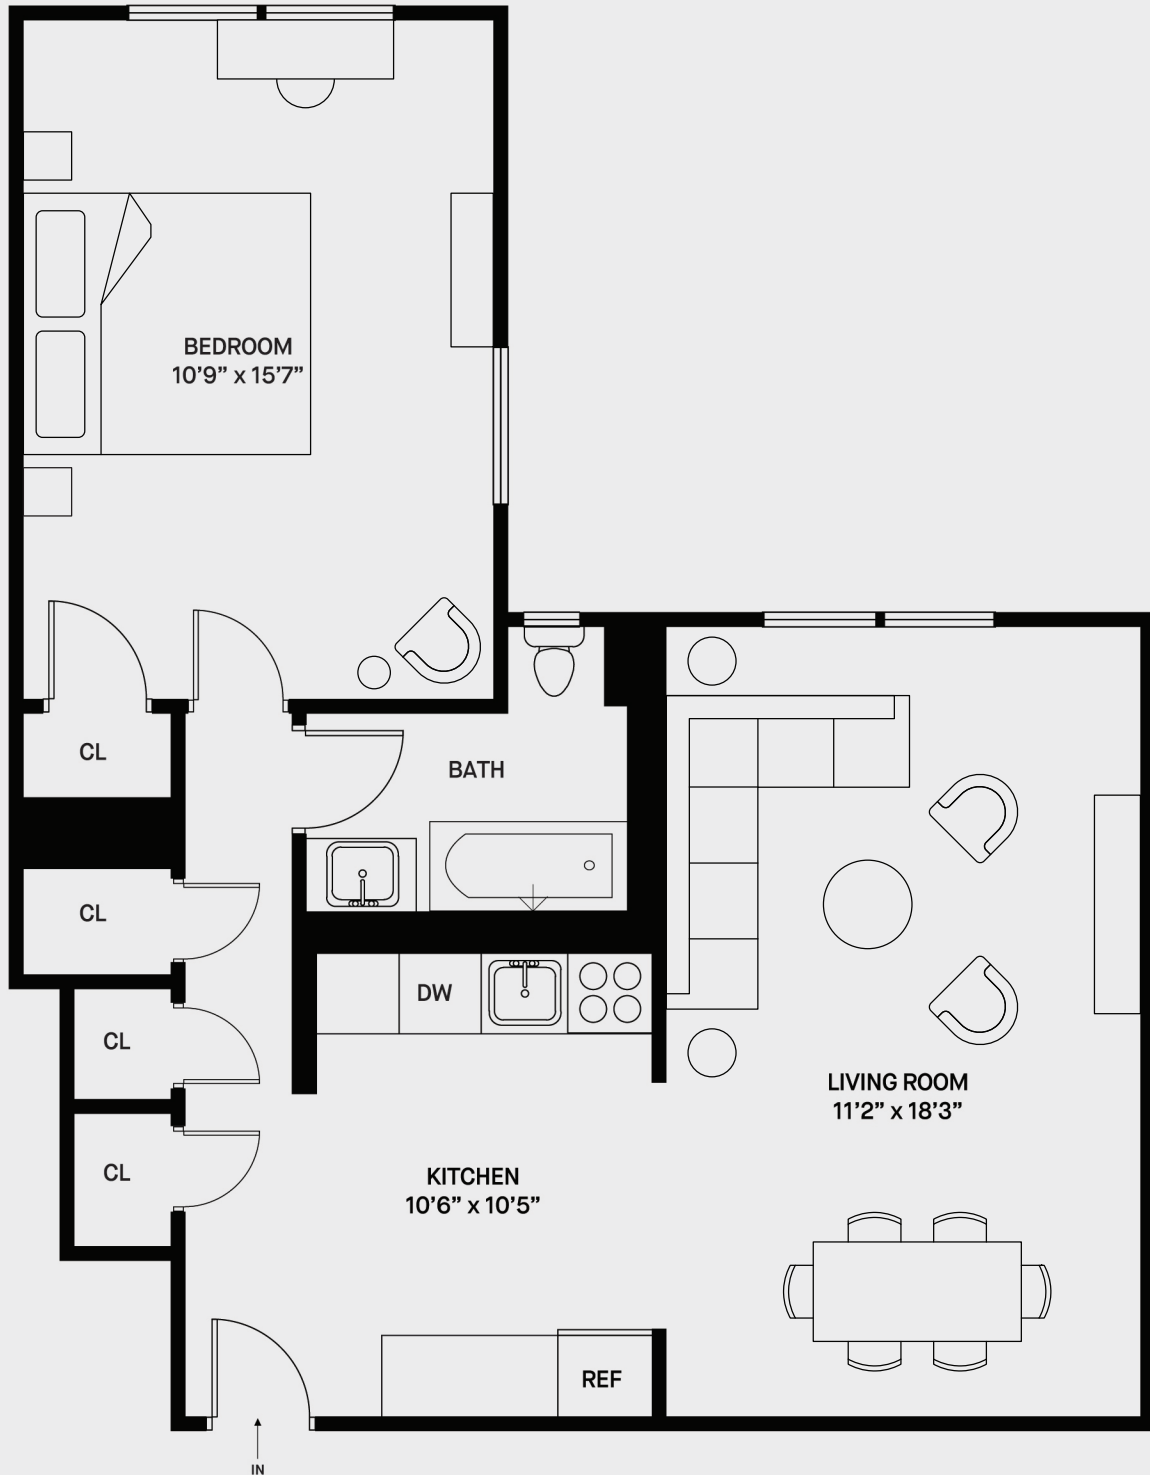 BEDROOM
10’9” x 15’7”
CL
BATH
CL
DW
CL
LIVING ROOM
11’2” x 18’3”
CL
KITCHEN
10’6” x 10’5”
REF
IN